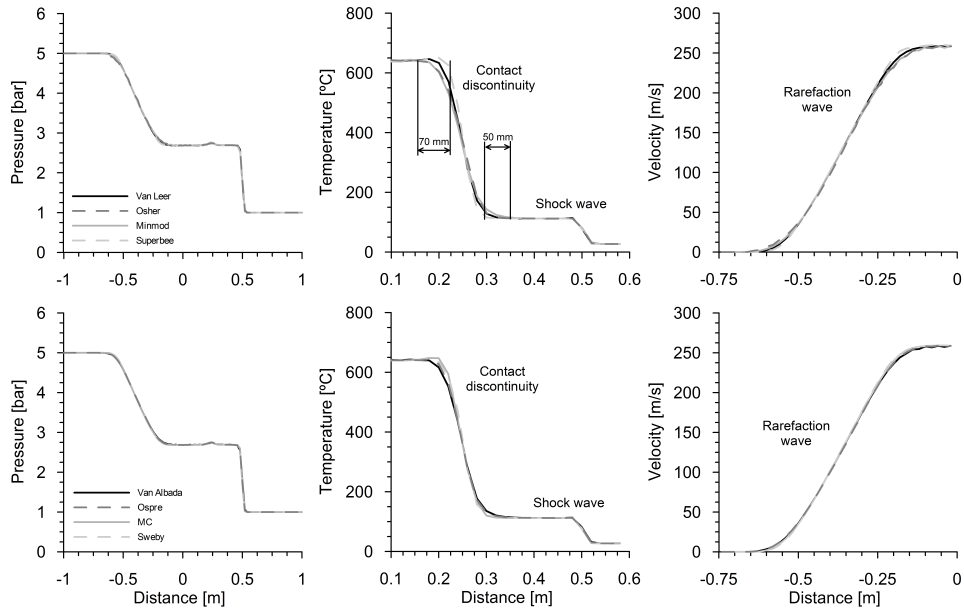 Pressure [bar]
6
5
4
3
2
1
0
Van Leer
Osher
Minmod
Superbee
-1
-0.5
0
0.5
1
Temperature [ºC]
800
600
400
200
0
Contact
discontinuity
70 mm
50 mm
Shock wave
0.1
0.2
0.3
0.4
0.5
0.6
Velocity [m/s]
300
250
200
150
100
50
0
Rarefaction
wave
-0.75
-0.5
-0.25
0
Pressure [bar]
6
5
4
3
2
1
0
Van Albada
Ospre
MC
Sweby
-1
-0.5
0
0.5
1
Distance [m]
Temperature [ºC]
800
600
400
200
0
Contact
discontinuity
Shock wave
0.1
0.2
0.3
0.4
0.5
0.6
Distance [m]
Velocity [m/s]
300
250
200
150
100
50
0
Rarefaction
wave
-0.75
-0.5
-0.25
0
Distance [m]